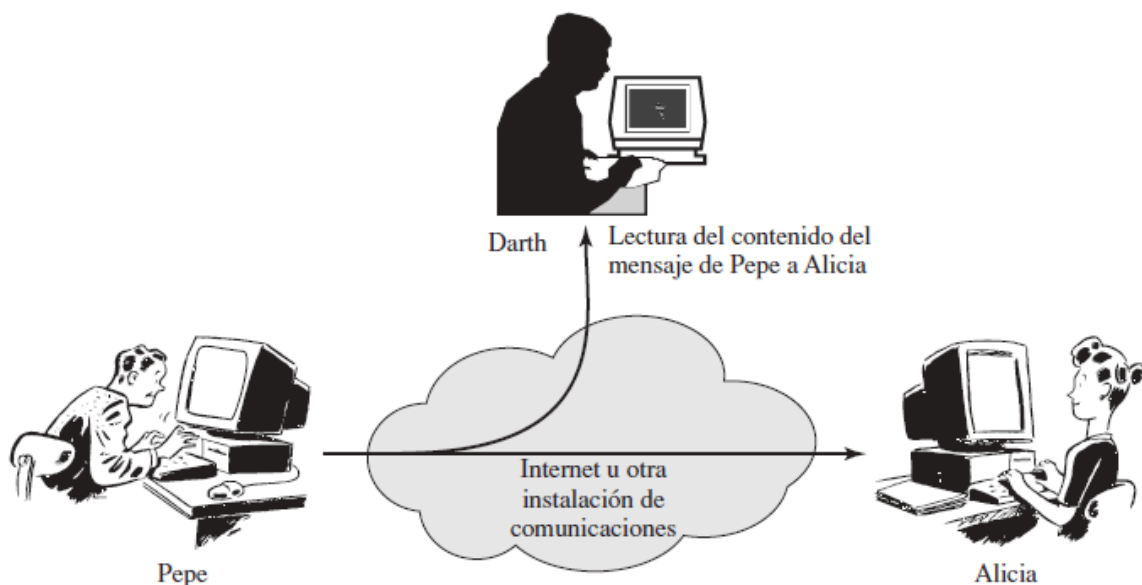 Darth
Lectura del contenido del
mensaje de Pepe a Alicia
Internet u otra
instalación de
comunicaciones
Pepe
Alicia